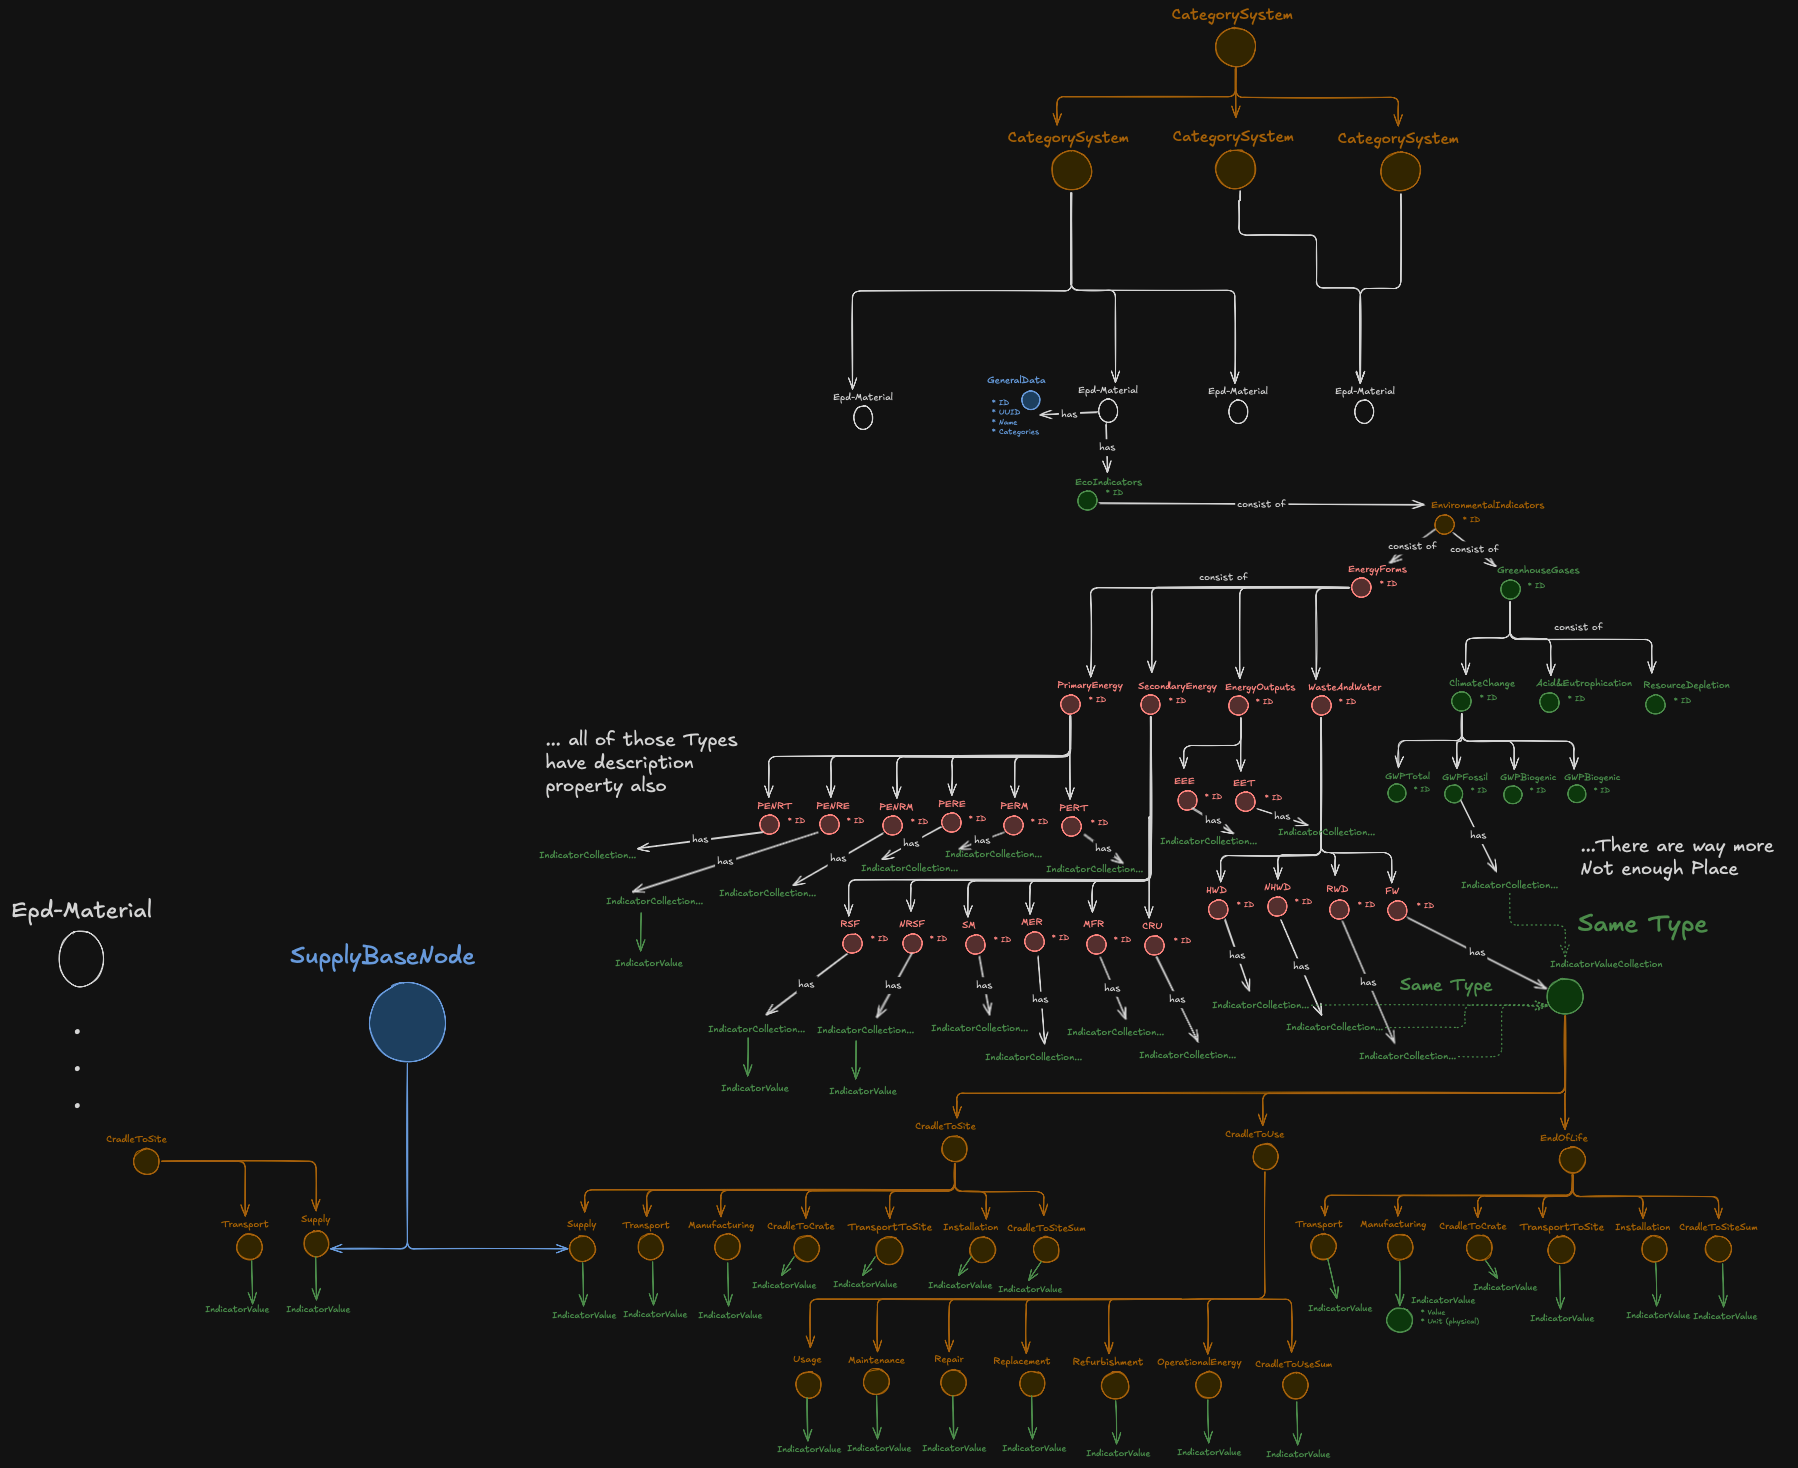 CategorySystem
CategorySystem
CategorySystem
CategorySystem
Epd-Material
GeneralData
* ID
* UUID
* Name
* Categories
has
Epd-Material
Epd-Material
Epd-Material
has
EcoIndicators
* ID
consist of
EnvironmentalIndicators
* ID
consist of
consist of
EnergyForms
* ID
GreenhouseGases
* ID
consist of
consist of
PrimaryEnergy
* ID
SecondaryEnergy
* ID
EnergyOutputs
* ID
WasteAndWater
* ID
ClimateChange
* ID
Acid&Eutrophication
* ID
ResourceDepletion
* ID
... all of those Types
have description
property also
PENRT
* ID
PENRE
* ID
PENRM
* ID
PERE
* ID
PERM
* ID
PERT
* ID
EEE
* ID
EET
* ID
GWPTotal
* ID
GWPFossil
* ID
GWPBiogenic
* ID
GWPBiogenic
* ID
has
has
has
has
has
has
has
has
has
IndicatorCollection...
IndicatorCollection...
IndicatorCollection...
IndicatorCollection...
IndicatorCollection...
IndicatorCollection...
IndicatorCollection...
IndicatorCollection...
IndicatorCollection...
IndicatorValue
...There are way more
Not enough Place
HWD
* ID
NHWD
* ID
RWD
* ID
FW
* ID
RSF
* ID
NRSF
* ID
SM
* ID
MER
* ID
MFR
* ID
CRU
* ID
Same Type
IndicatorValueCollection
Same Type
has
has
has
has
has
has
has
has
has
has
IndicatorCollection...
IndicatorCollection...
IndicatorCollection...
IndicatorCollection...
IndicatorCollection...
IndicatorCollection...
IndicatorCollection...
IndicatorCollection...
IndicatorCollection...
IndicatorValue
IndicatorValue
Epd-Material
SupplyBaseNode
CradleToSite
Transport
Supply
IndicatorValue
IndicatorValue
CradleToSite
CradleToUse
EndOfLife
Supply
Transport
Manufacturing
CradleToCrate
TransportToSite
Installation
CradleToSiteSum
IndicatorValue
IndicatorValue
IndicatorValue
IndicatorValue
IndicatorValue
IndicatorValue
IndicatorValue
Transport
Manufacturing
CradleToCrate
TransportToSite
Installation
CradleToSiteSum
IndicatorValue
IndicatorValue
* Value
* Unit (physical)
IndicatorValue
IndicatorValue
IndicatorValue
IndicatorValue
Usage
Maintenance
Repair
Replacement
Refurbishment
OperationalEnergy
CradleToUseSum
IndicatorValue
IndicatorValue
IndicatorValue
IndicatorValue
IndicatorValue
IndicatorValue
IndicatorValue